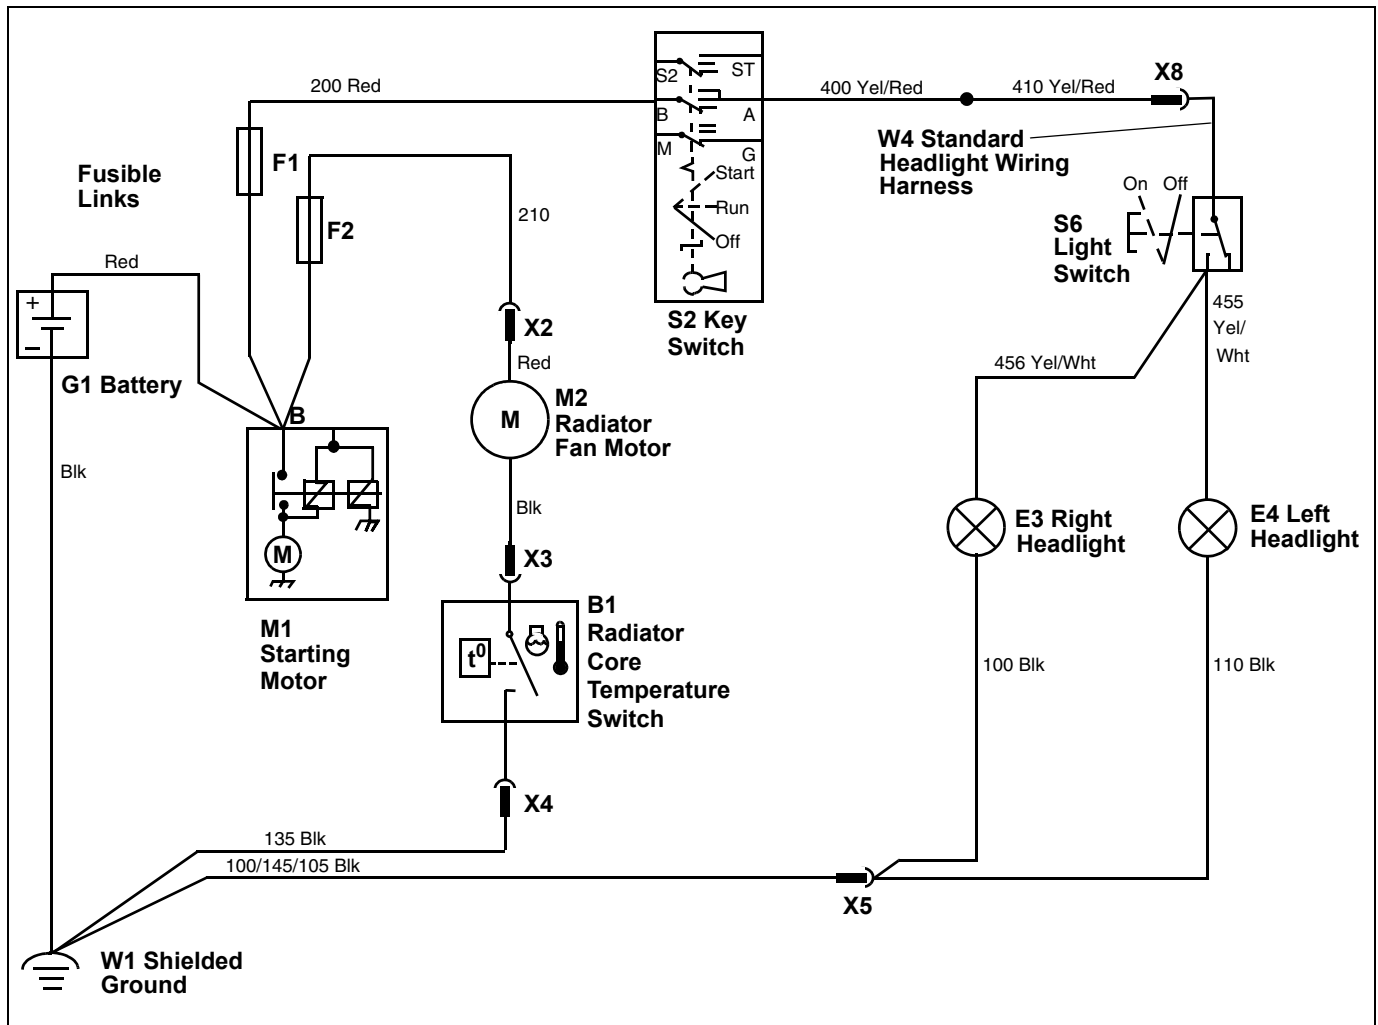 200 Red
S2
ST
B
A
M
G
Start
Run
Off
S2 Key
Switch
400 Yel/Red
410 Yel/Red
X8
W4 Standard
Headlight Wiring
Harness
On
Off
S6
Light
Switch
455
Yel/
Wht
456 Yel/Wht
Fusible
Links
F1
F2
210
Red
+
–
G1 Battery
Blk
B
M
M1
Starting
Motor
X2
Red
M
M2
Radiator
Fan Motor
Blk
X3
B1
Radiator
Core
Temperature
Switch
t0
X4
E3 Right
Headlight
E4 Left
Headlight
100 Blk
110 Blk
135 Blk
100/145/105 Blk
X5
W1 Shielded
Ground